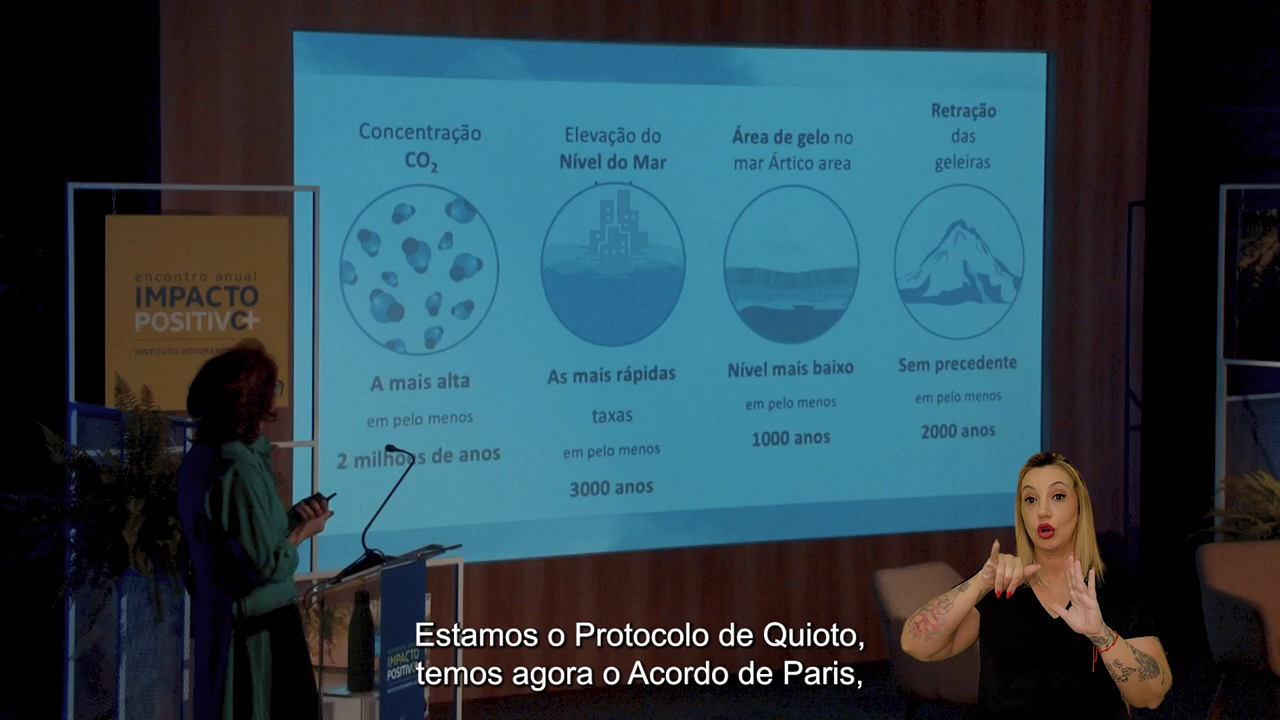 Concentração
CO₂
A mais alta
em pelo menos
2 milhões de anos
Elevação do
Nível do Mar
As mais rápidas
taxas
em pelo menos
3000 anos
Área de gelo no
mar Ártico area
Nível mais baixo
em pelo menos
1000 anos
Retração
das
geleiras
Sem precedente
em pelo menos
2000 anos
encontro anual
IMPACTO
POSITIVO+
INSTITUTO
IMPACTO
POSITIV
Estamos o Protocolo de Quioto,
temos agora o Acordo de Paris,